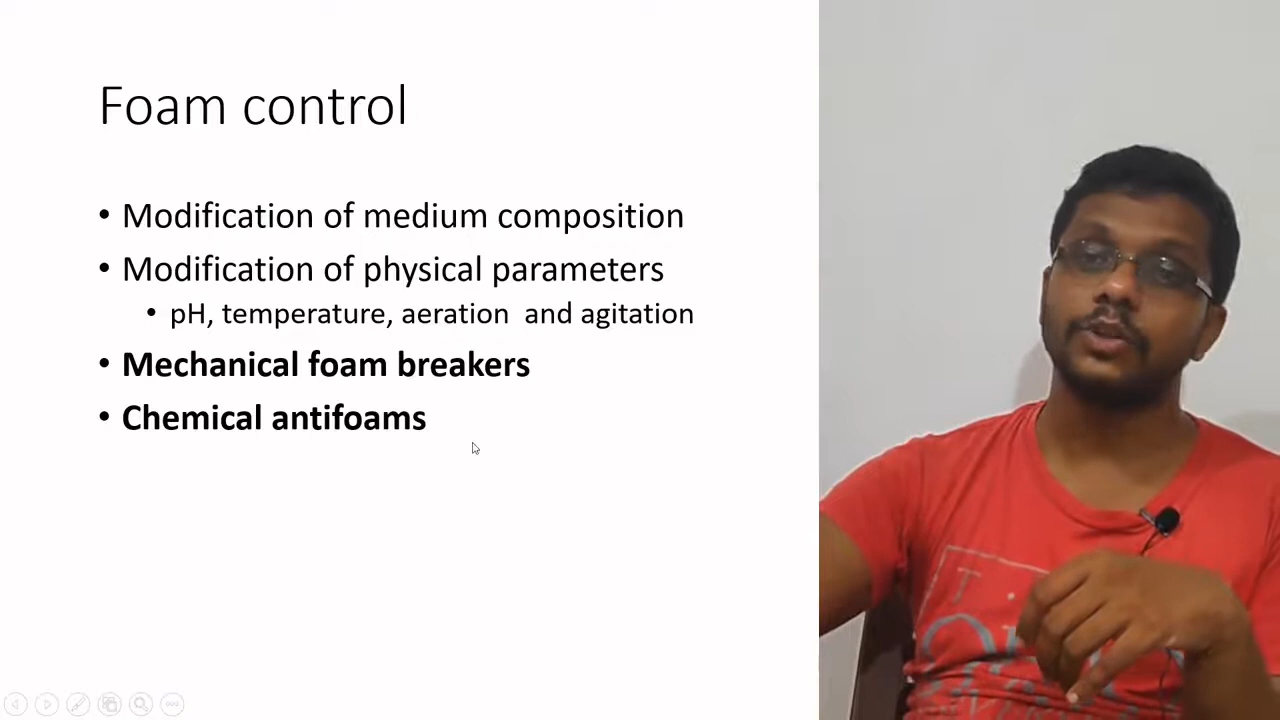 Foam control
• Modification of medium composition
• Modification of physical parameters
• pH, temperature, aeration and agitation
• Mechanical foam breakers
• Chemical antifoams